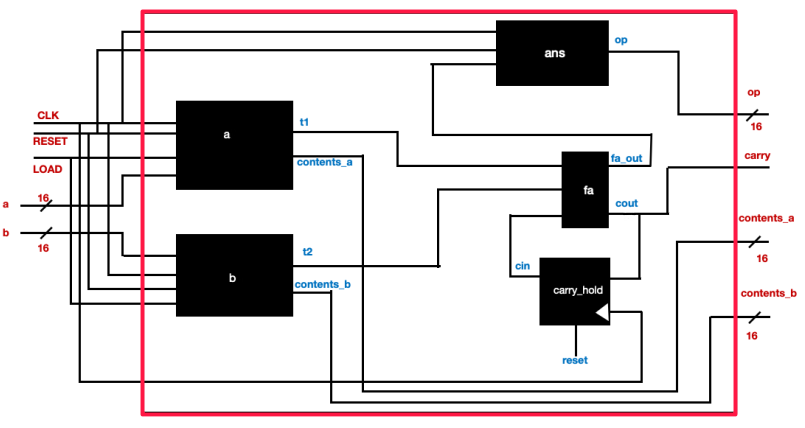 ans
op
op
16
CLK
a
t1
RESET
fa_out
carry
contents_a
LOAD
fa
a
16
cout
contents_a
b
16
t2
16
cin
b
contents_b
carry_hold
contents_b
16
reset